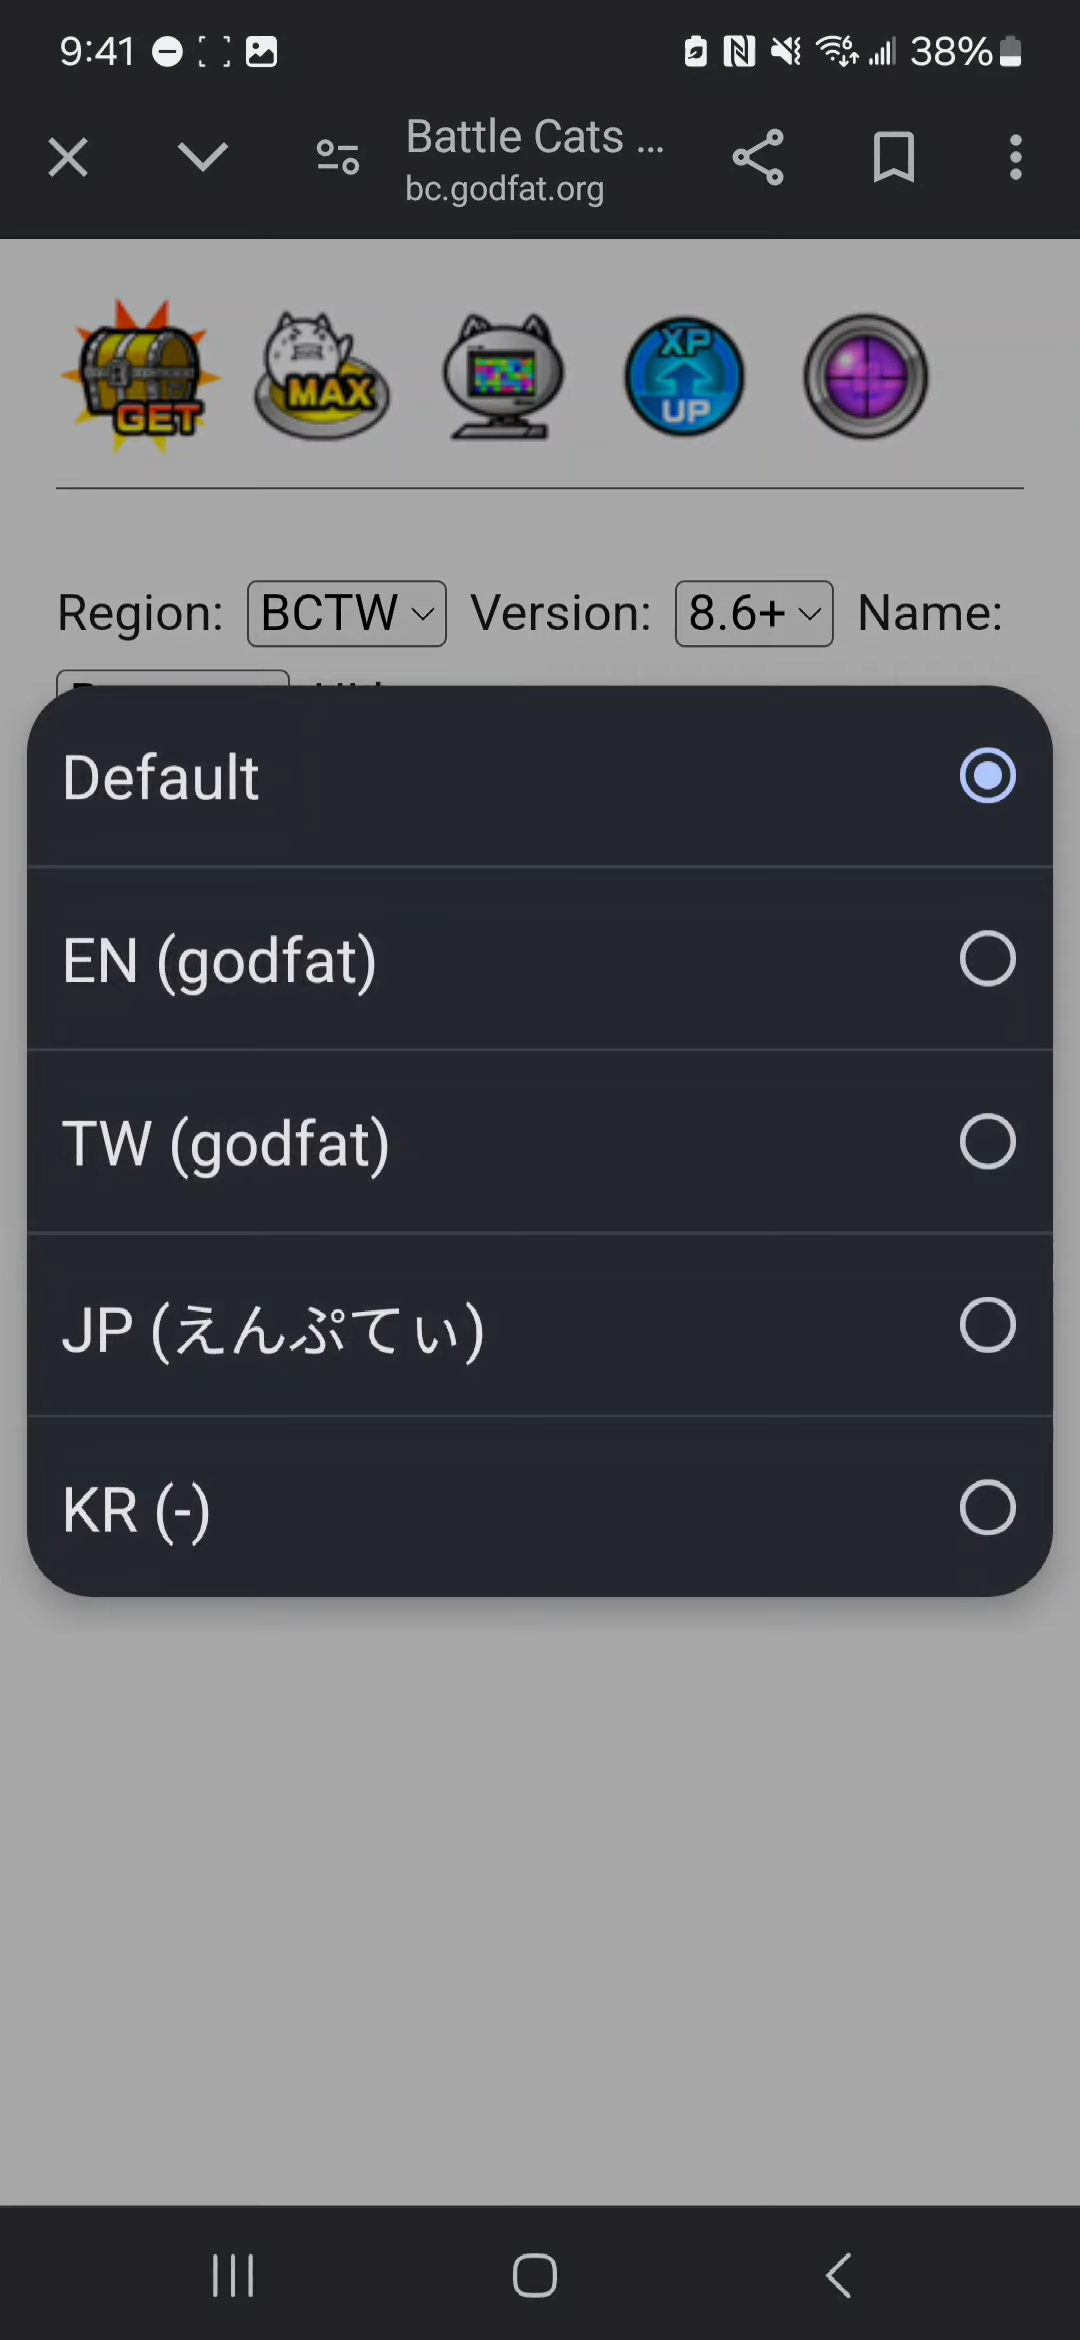 9:41
38%
Battle Cats ...
bc.godfat.org
GET
MAX
XP
UP
Region: BCTW Version: 8.6+ Name:
Default
EN (godfat)
TW (godfat)
JP (えんぷてぃ)
KR (-)